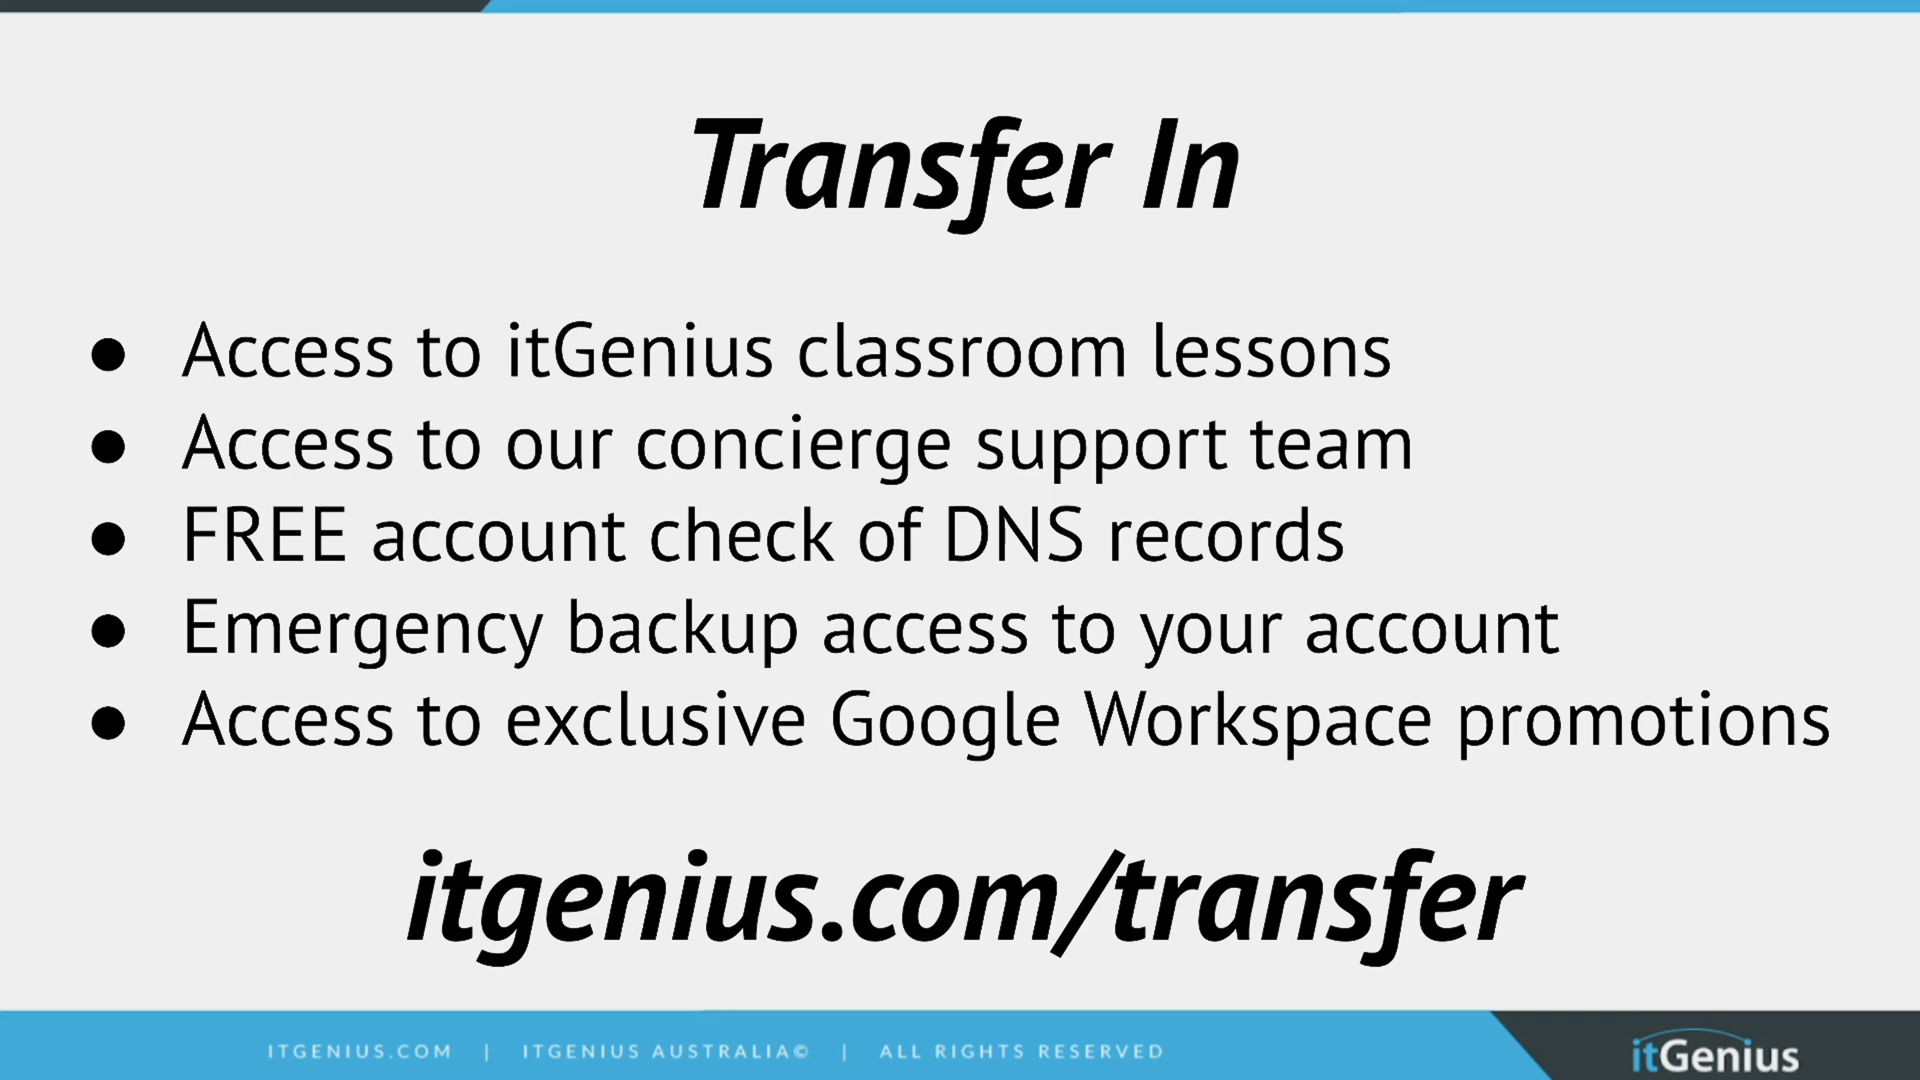 Transfer In
● Access to itGenius classroom lessons
● Access to our concierge support team
● FREE account check of DNS records
● Emergency backup access to your account
● Access to exclusive Google Workspace promotions
itgenius.com/transfer
ITGENIUS.COM | ITGENIUS AUSTRALIA© | ALL RIGHTS RESERVED
itGenius